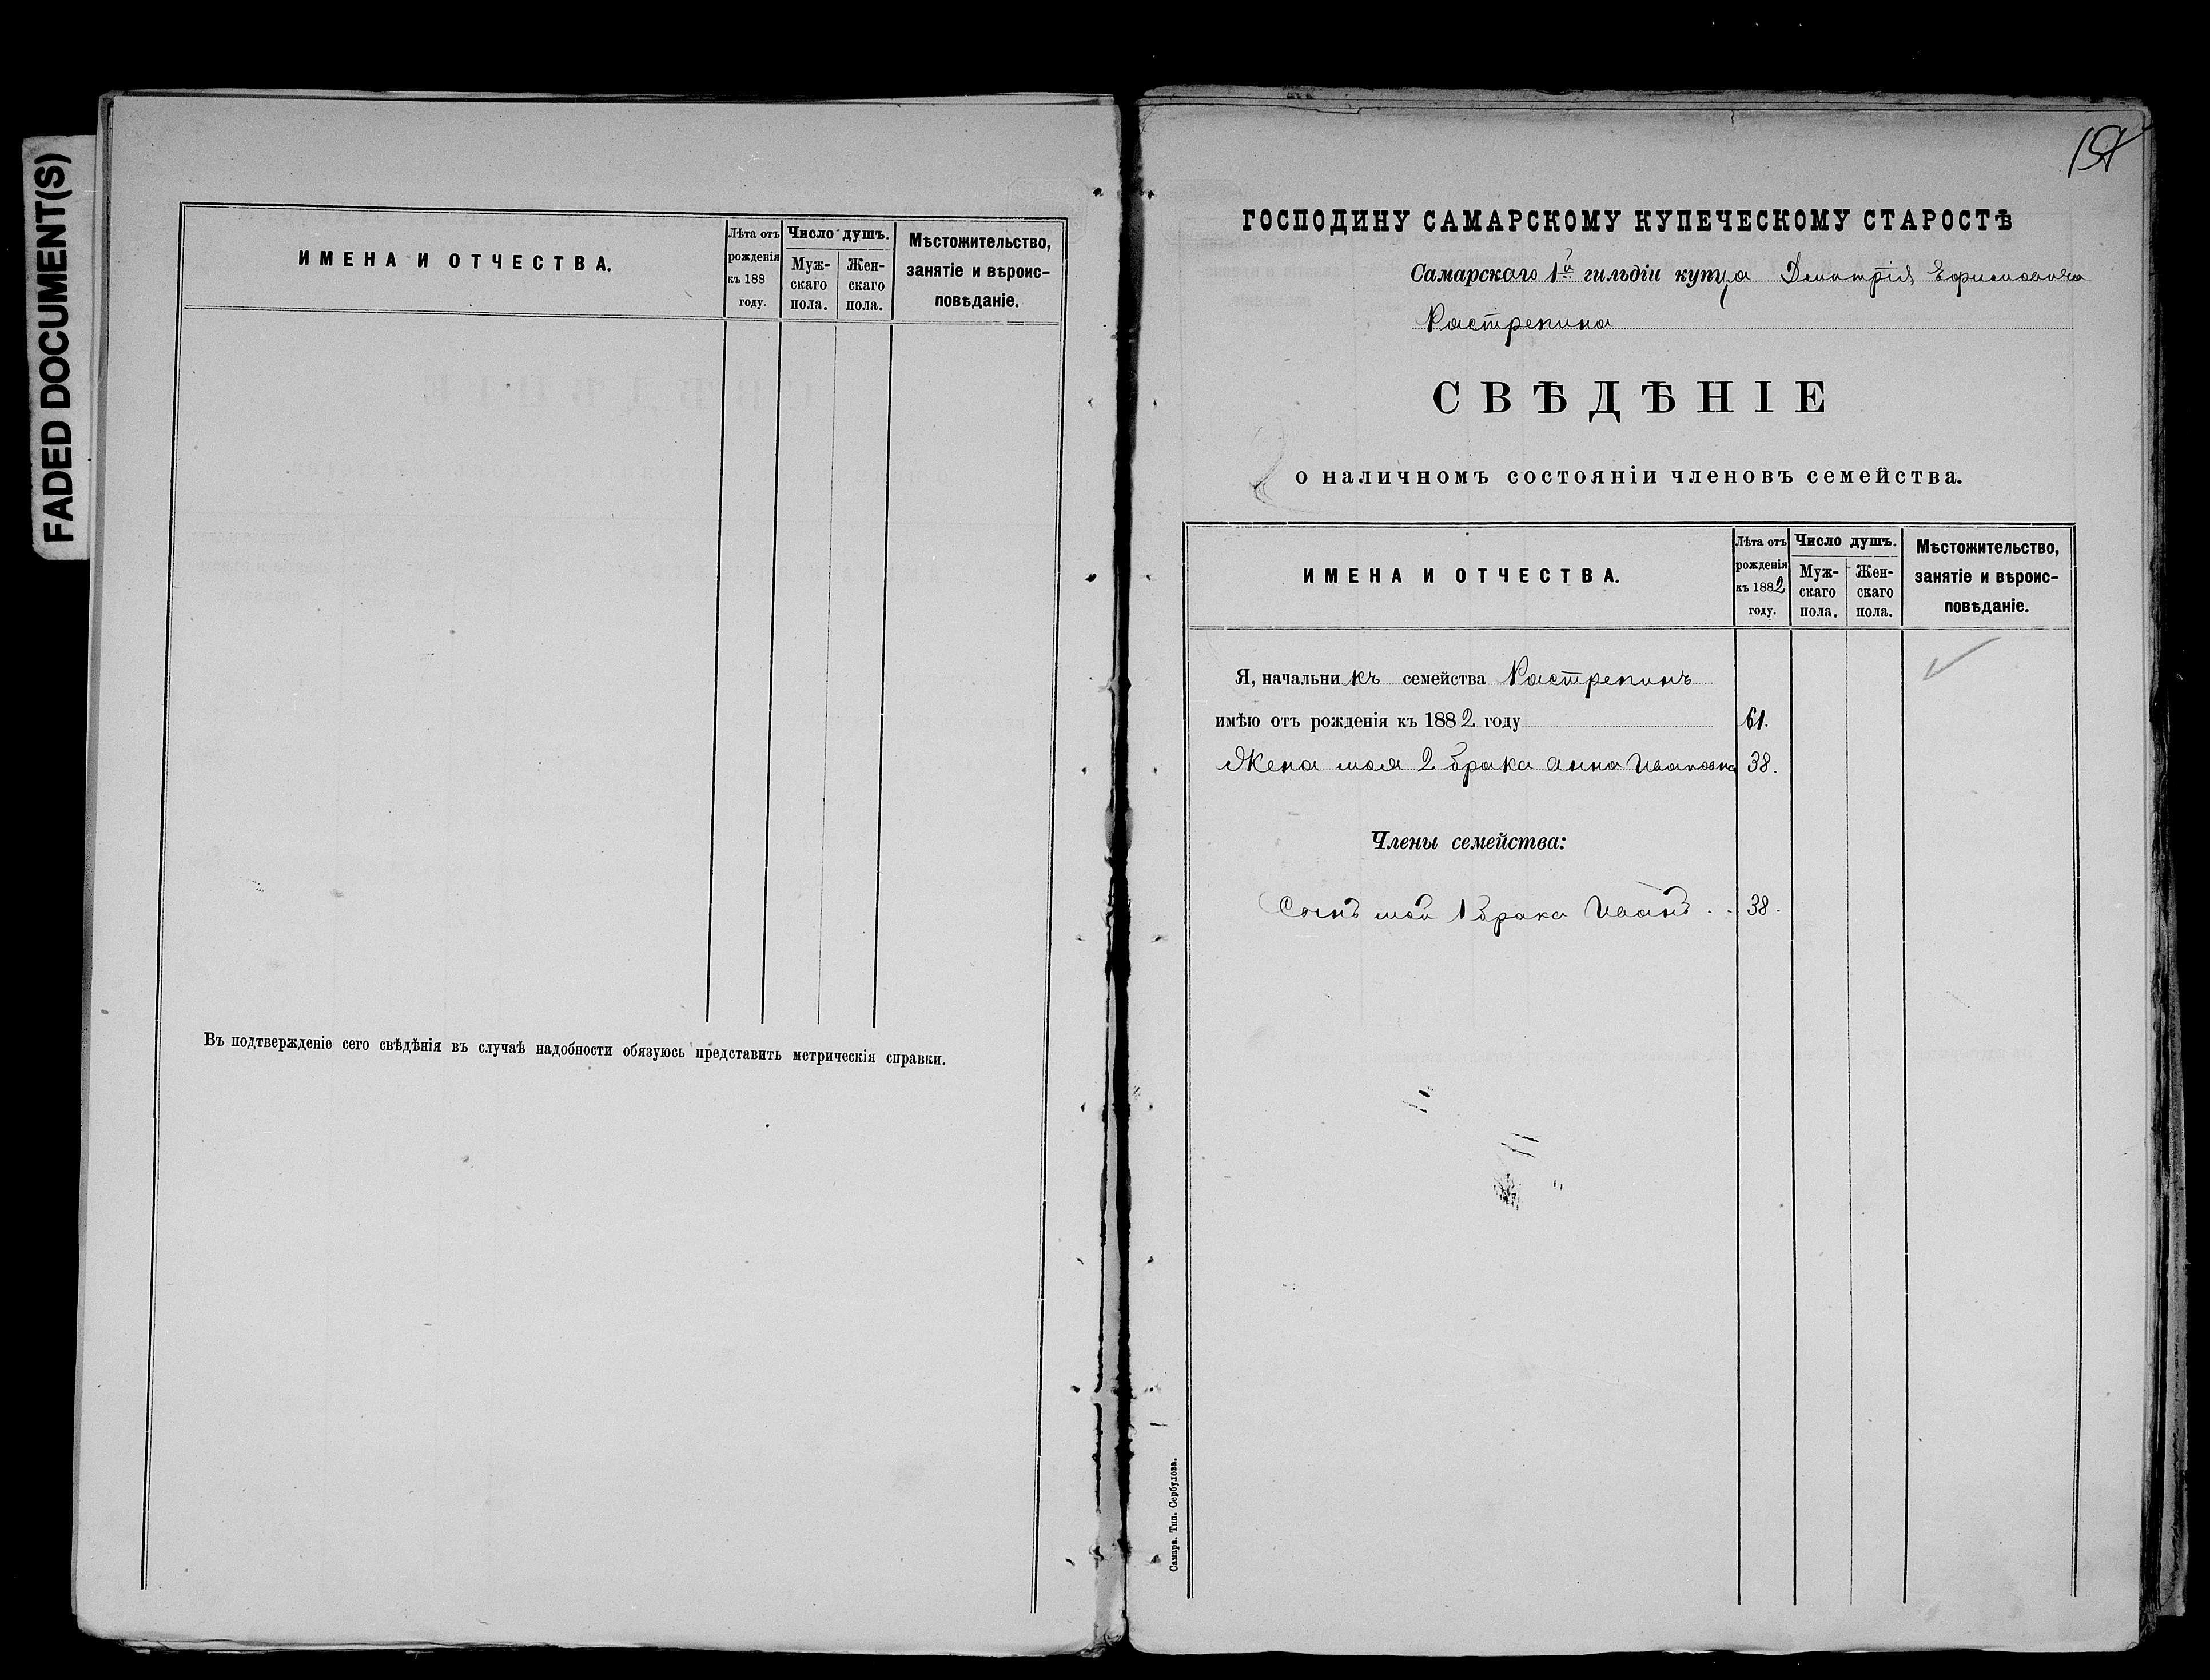 FADED DOCUMENT(S)
ИМЕНА И ОТЧЕСТВА.
Лѣта отъ рожденія къ 188 году.
Число душъ.
Мужскаго пола.
Женскаго пола.
Мѣстожительство, занятіе и вѣроисповѣданіе.
Въ подтвержденіе сего свѣдѣнія въ случаѣ надобности обязуюсь представить метрическія справки.
ГОСПОДИНУ САМАРСКОМУ КУПЕЧЕСКОМУ СТАРОСТѢ
Самарскаго 1й гильдіи купца Дмитрія Ефимовича
Растрепина
СВѢДѢНІЕ
о наличномъ состояніи членовъ семейства.
ИМЕНА И ОТЧЕСТВА.
Лѣта отъ рожденія къ 1882 году.
Число душъ.
Мужскаго пола.
Женскаго пола.
Мѣстожительство, занятіе и вѣроисповѣданіе.
Я, начальникъ семейства Растрепинъ
имѣю отъ рожденія къ 1882 году 61.
Жена моя 2 брака Анна Ивановна 38.
Члены семейства:
Сынъ мой 1 брака Иванъ . . 38.
Самара. Тип. Сербулова.